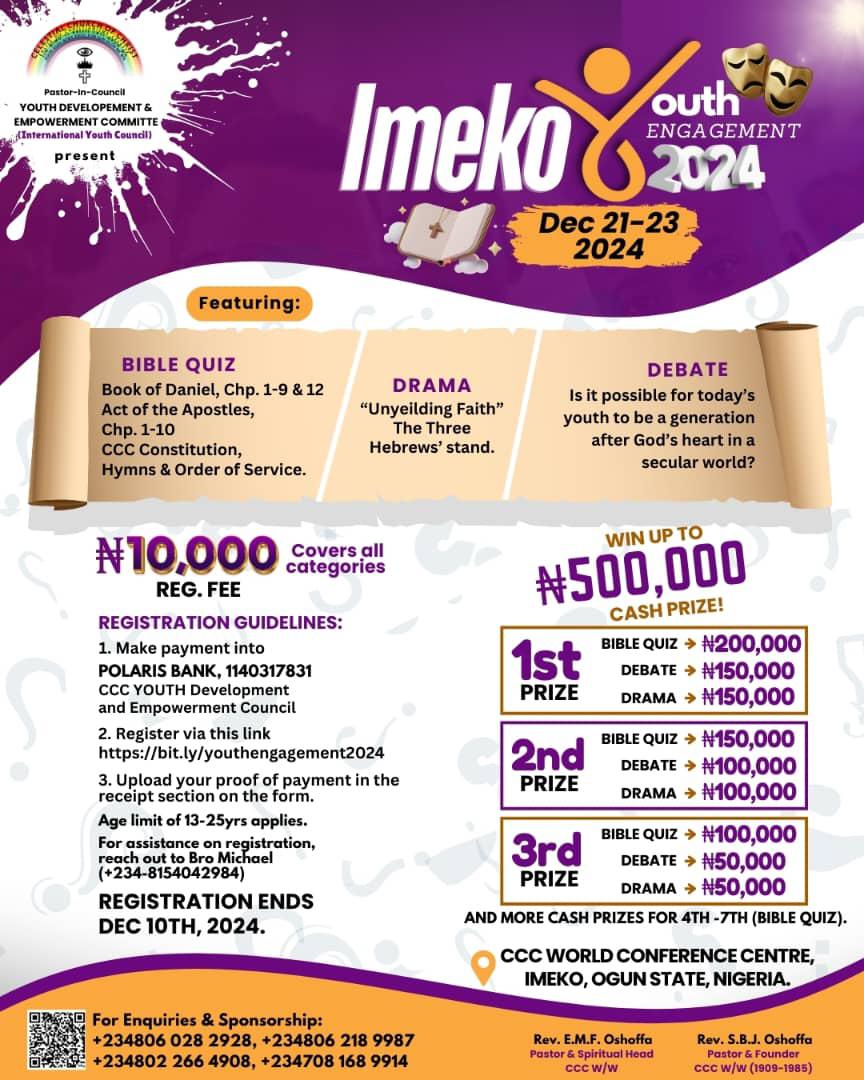 CELESTIAL CHURCH OF CHRIST
Pastor-In-Council
YOUTH DEVELOPEMENT &
EMPOWERMENT COMMITTE
(International Youth Council)
present
Imeko Youth
ENGAGEMENT
2024
Dec 21-23
2024
Featuring:
BIBLE QUIZ
Book of Daniel, Chp. 1-9 & 12
Act of the Apostles,
Chp. 1-10
CCC Constitution,
Hymns & Order of Service.
DRAMA
“Unyeilding Faith”
The Three
Hebrews’ stand.
DEBATE
Is it possible for today’s
youth to be a generation
after God’s heart in a
secular world?
₦10,000 Covers all
categories
REG. FEE
REGISTRATION GUIDELINES:
1. Make payment into
POLARIS BANK, 1140317831
CCC YOUTH Development
and Empowerment Council
2. Register via this link
https://bit.ly/youthengagement2024
3. Upload your proof of payment in the
receipt section on the form.
Age limit of 13-25yrs applies.
For assistance on registration,
reach out to Bro Michael
(+234-8154042984)
REGISTRATION ENDS
DEC 10TH, 2024.
WIN UP TO
₦500,000
CASH PRIZE!
1st
PRIZE
BIBLE QUIZ → ₦200,000
DEBATE → ₦150,000
DRAMA → ₦150,000
2nd
PRIZE
BIBLE QUIZ → ₦150,000
DEBATE → ₦100,000
DRAMA → ₦100,000
3rd
PRIZE
BIBLE QUIZ → ₦100,000
DEBATE → ₦50,000
DRAMA → ₦50,000
AND MORE CASH PRIZES FOR 4TH -7TH (BIBLE QUIZ).
CCC WORLD CONFERENCE CENTRE,
IMEKO, OGUN STATE, NIGERIA.
For Enquiries & Sponsorship:
+234806 028 2928, +234806 218 9987
+234802 266 4908, +234708 168 9914
Rev. E.M.F. Oshoffa
Pastor & Spiritual Head
CCC W/W
Rev. S.B.J. Oshoffa
Pastor & Founder
CCC W/W (1909-1985)